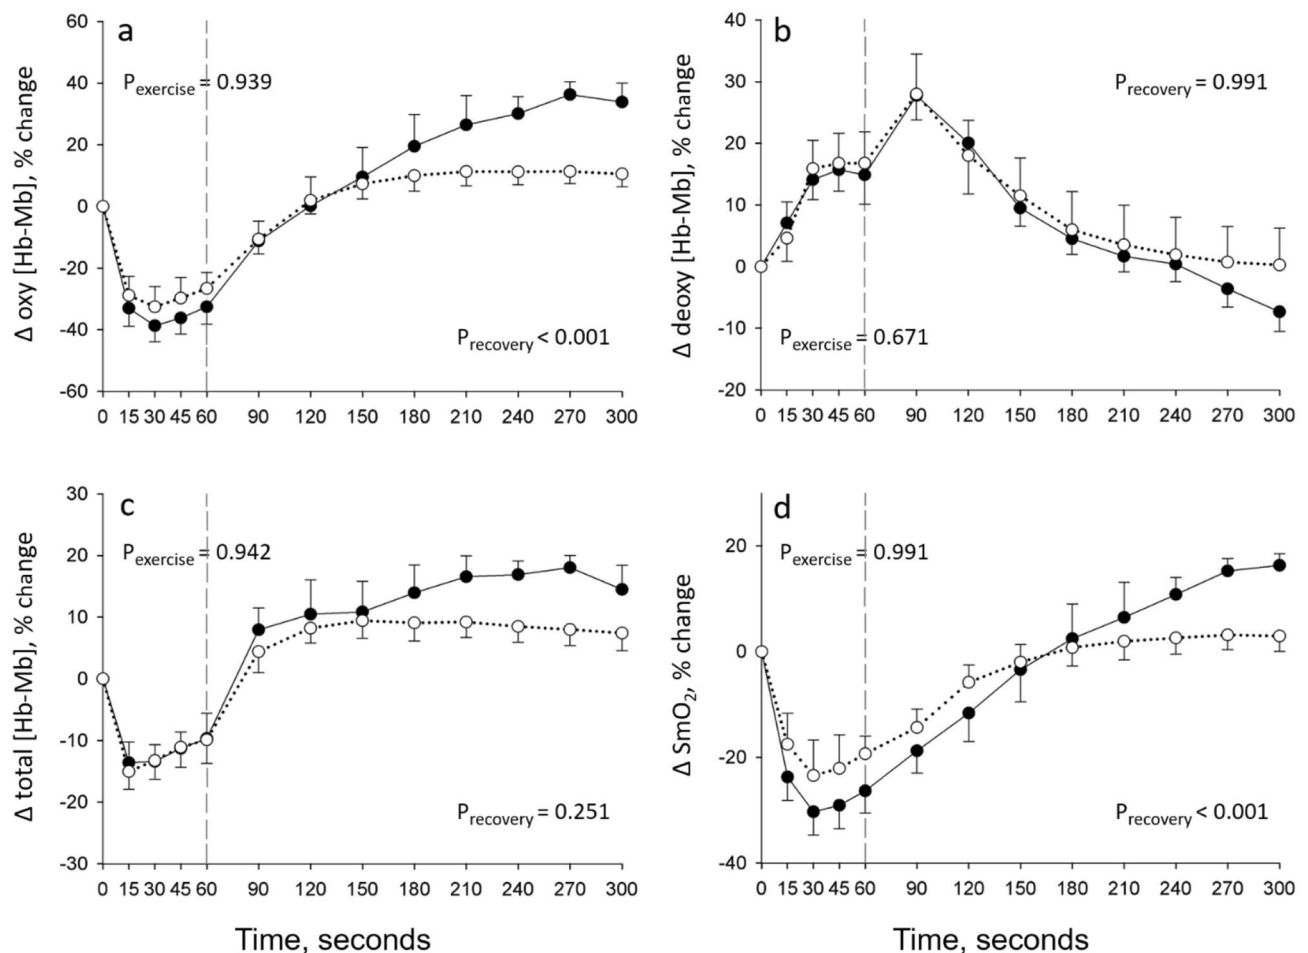 a
Δ oxy [Hb-Mb], % change
60
40
20
0
-20
-40
-60
P exercise = 0.939
P recovery < 0.001
0 15 30 45 60 90 120 150 180 210 240 270 300
b
Δ deoxy [Hb-Mb], % change
40
30
20
10
0
-10
-20
P recovery = 0.991
P exercise = 0.671
0 15 30 45 60 90 120 150 180 210 240 270 300
c
Δ total [Hb-Mb], % change
30
20
10
0
-10
-20
-30
P exercise = 0.942
P recovery = 0.251
0 15 30 45 60 90 120 150 180 210 240 270 300
Time, seconds
d
Δ SmO₂, % change
20
0
-20
-40
P exercise = 0.991
P recovery < 0.001
0 15 30 45 60 90 120 150 180 210 240 270 300
Time, seconds